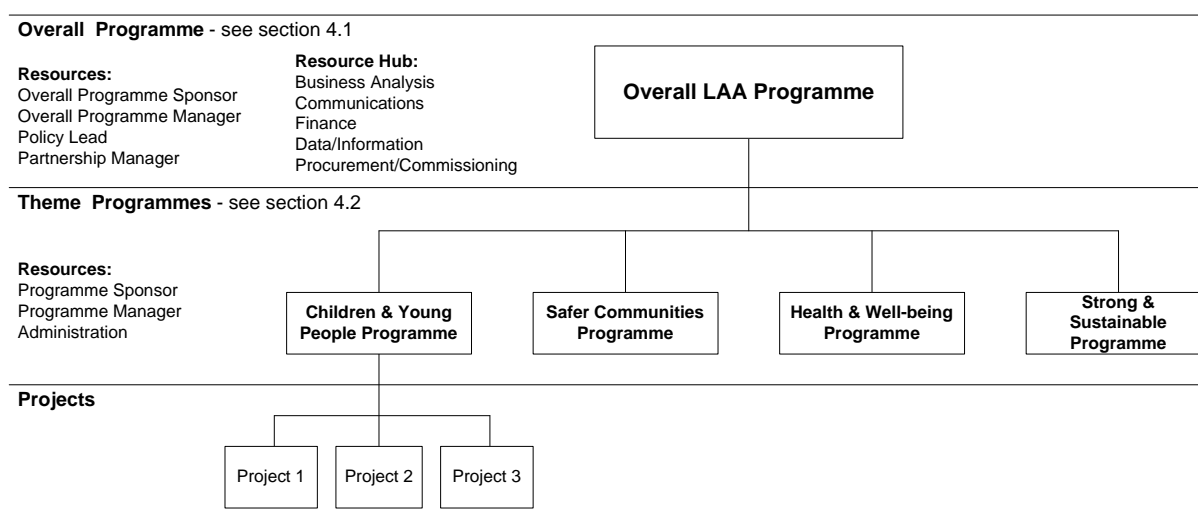 Overall Programme - see section 4.1
Resources:
Overall Programme Sponsor
Overall Programme Manager
Policy Lead
Partnership Manager
Resource Hub:
Business Analysis
Communications
Finance
Data/Information
Procurement/Commissioning
Overall LAA Programme
Theme Programmes - see section 4.2
Resources:
Programme Sponsor
Programme Manager
Administration
Children & Young
People Programme
Safer Communities
Programme
Health & Well-being
Programme
Strong &
Sustainable
Programme
Projects
Project 1
Project 2
Project 3